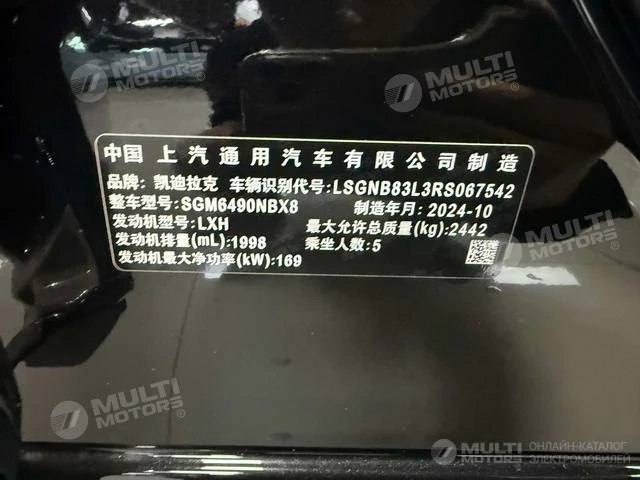 MULTI MOTORS®
MULTI MOTORS®
中国 上汽通用汽车有限公司制造
品牌: 凯迪拉克 车辆识别代号: LSGNB83L3RS067542
整车型号: SGM6490NBX8 制造年月: 2024-10
发动机型号: LXH 最大允许总质量(kg): 2442
发动机排量(mL): 1998 乘坐人数: 5
发动机最大净功率(kW): 169
MULTI MOTORS®
MULTI MOTORS®
MULTI MOTORS ОНЛАЙН-КАТАЛОГ ЭЛЕКТРОМОБИЛЕЙ